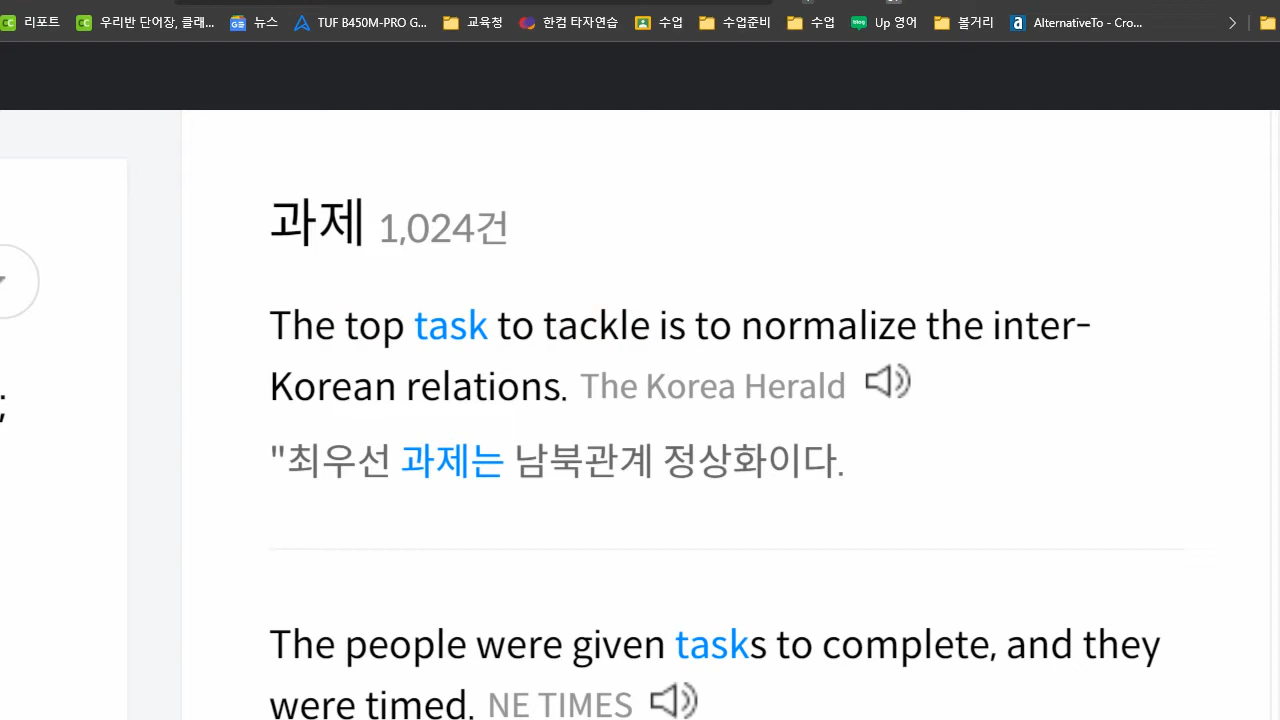 리포트 우리반 단어장, 클래... 뉴스 TUF B450M-PRO G... 교육청 한컴 타자연습 수업 수업준비 수업 Up 영어 볼거리 AlternativeTo - Cro...
과제 1,024건
The top task to tackle is to normalize the inter-
Korean relations. The Korea Herald
;
"최우선 과제는 남북관계 정상화이다.
The people were given tasks to complete, and they
were timed. NE TIMES